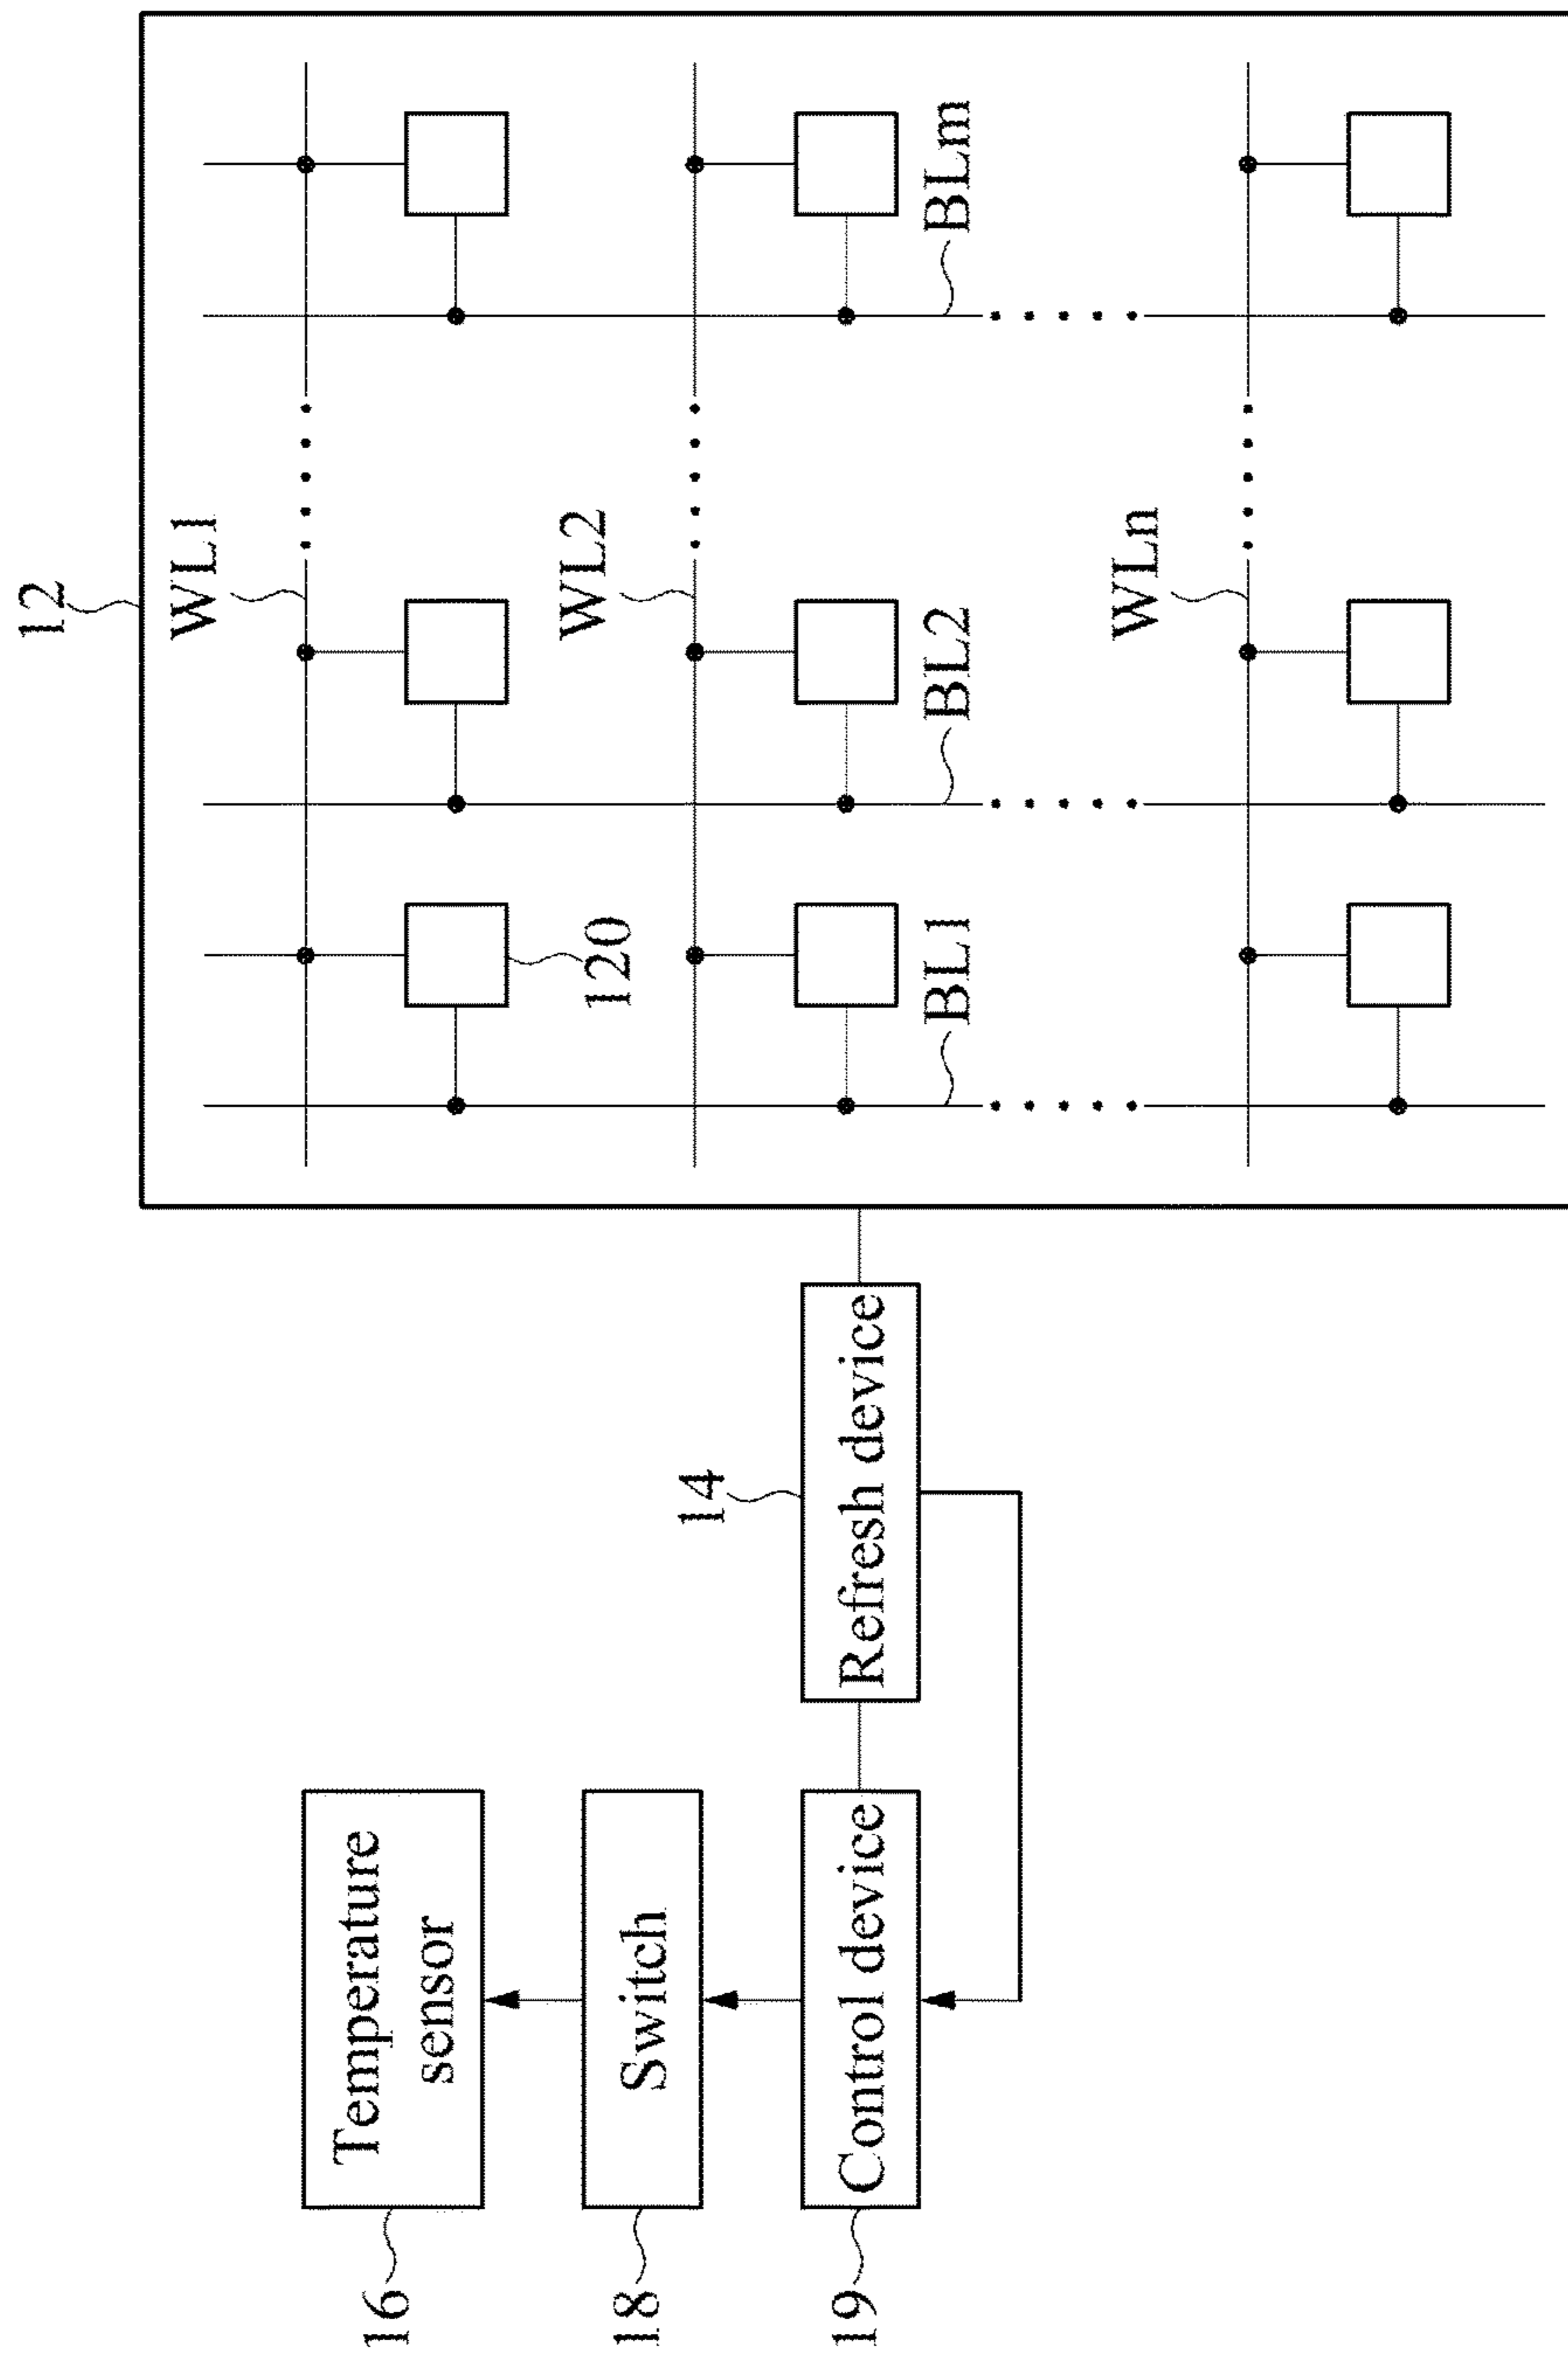 12
WL1
120
WL2
BL1
BL2
BLm
WLn
14
Refresh device
Temperature
sensor
16
Switch
18
Control device
19